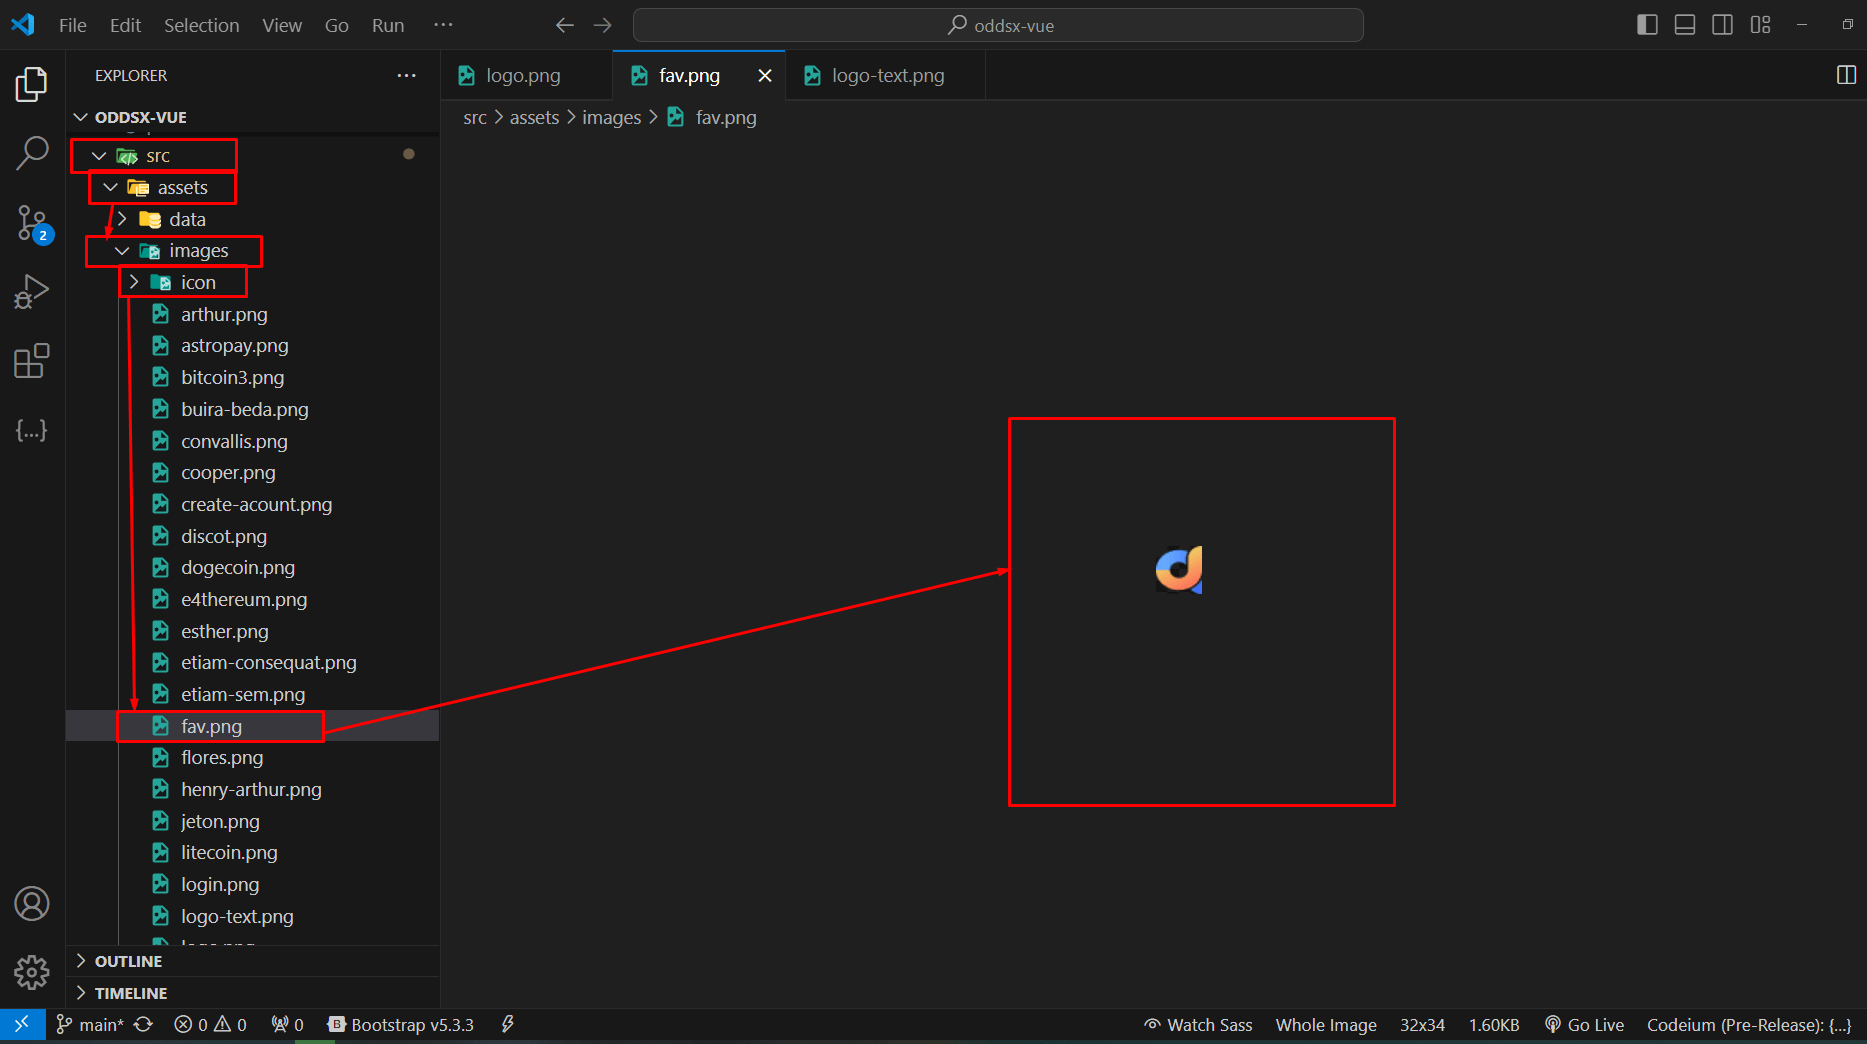 File Edit Selection View Go Run ···
oddsx-vue
EXPLORER
logo.png
fav.png
logo-text.png
ODDSX-VUE
src > assets > images > fav.png
src
assets
data
images
icon
arthur.png
astropay.png
bitcoin3.png
buira-beda.png
convallis.png
cooper.png
create-acount.png
discot.png
dogecoin.png
e4thereum.png
esther.png
etiam-consequat.png
etiam-sem.png
fav.png
flores.png
henry-arthur.png
jeton.png
litecoin.png
login.png
logo-text.png
2
{...}
OUTLINE
TIMELINE
main* 0 0 0 B Bootstrap v5.3.3 Watch Sass Whole Image 32x34 1.60KB Go Live Codeium (Pre-Release): {...}